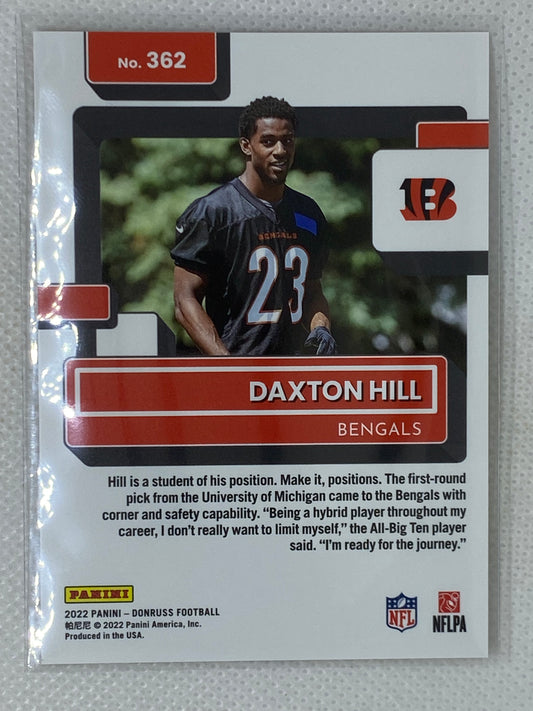 No. 362
B
BENGALS
23
DAXTON HILL
BENGALS
Hill is a student of his position. Make it, positions. The first-round
pick from the University of Michigan came to the Bengals with
corner and safety capability. “Being a hybrid player throughout my
career, I don’t really want to limit myself,” the All-Big Ten player
said. “I’m ready for the journey.”
PANINI
2022 PANINI – DONRUSS FOOTBALL
帕尼尼 © 2022 Panini America, Inc.
Produced in the USA.
NFL
NFLPA